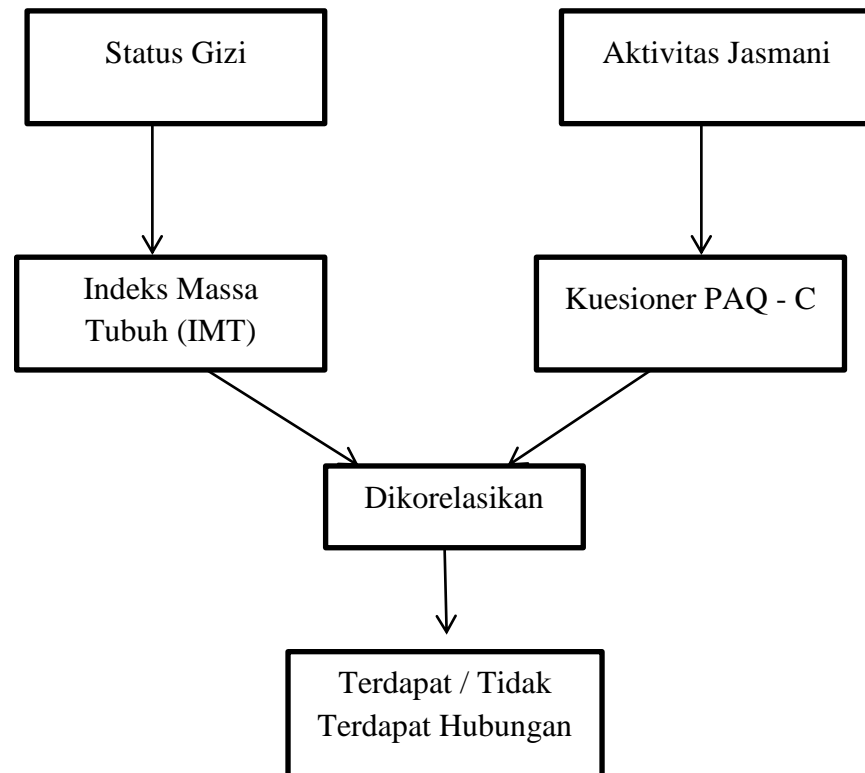 Status Gizi
Aktivitas Jasmani
Indeks Massa
Tubuh (IMT)
Kuesioner PAQ - C
Dikorelasikan
Terdapat / Tidak
Terdapat Hubungan